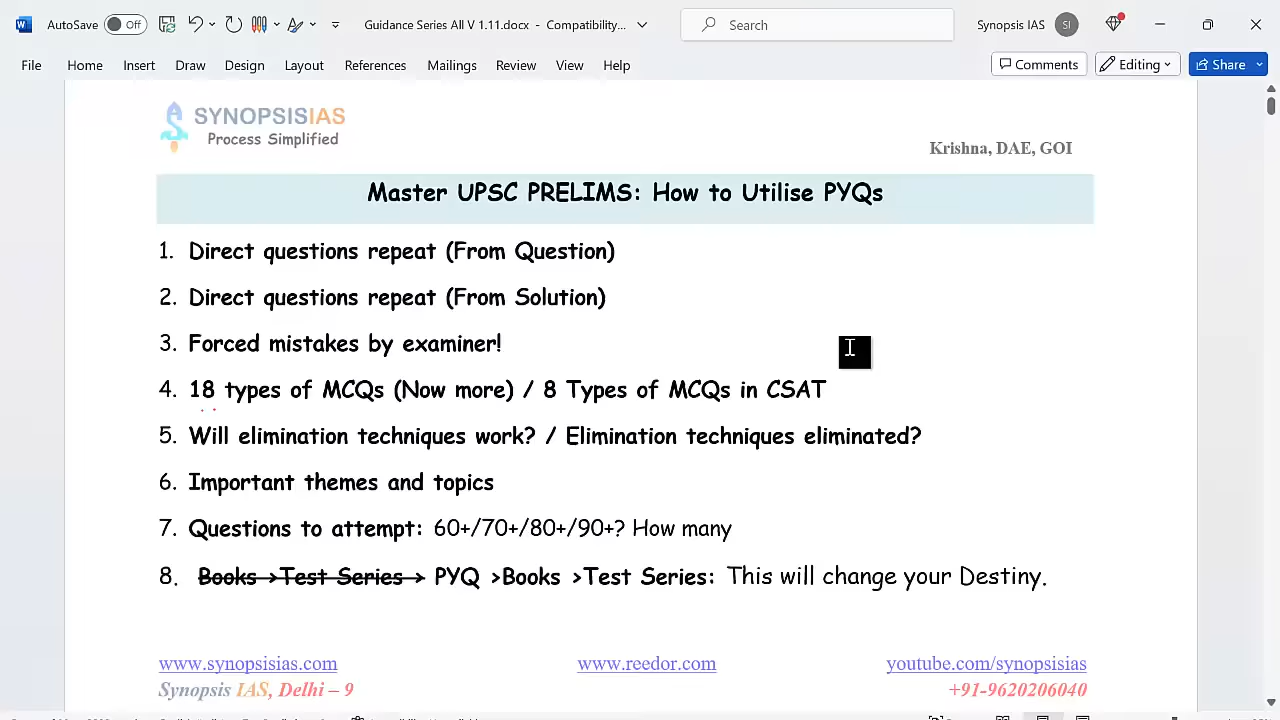 AutoSave Off Guidance Series All V 1.11.docx - Compatibility... Search Synopsis IAS SI
File Home Insert Draw Design Layout References Mailings Review View Help Comments Editing Share
SYNOPSISIAS
Process Simplified
Krishna, DAE, GOI
Master UPSC PRELIMS: How to Utilise PYQs
1. Direct questions repeat (From Question)
2. Direct questions repeat (From Solution)
3. Forced mistakes by examiner!
4. 18 types of MCQs (Now more) / 8 Types of MCQs in CSAT
5. Will elimination techniques work? / Elimination techniques eliminated?
6. Important themes and topics
7. Questions to attempt: 60+/70+/80+/90+? How many
8. Books >Test Series > PYQ >Books >Test Series: This will change your Destiny.
www.synopsisias.com www.reedor.com youtube.com/synopsisias
Synopsis IAS, Delhi – 9 +91-9620206040